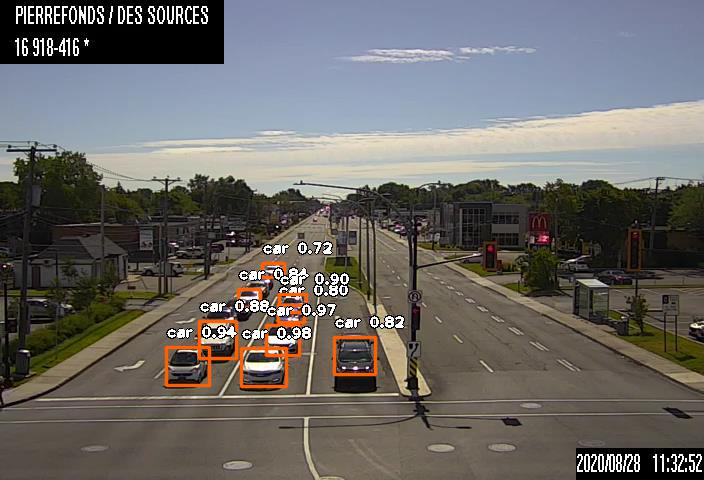 PIERREFONDS / DES SOURCES
16 918-416 *
car 0.72
car 0.84
car 0.90
car 0.80
car 0.88
car 0.97
car 0.94
car 0.98
car 0.82
2020/08/28 11:32:52